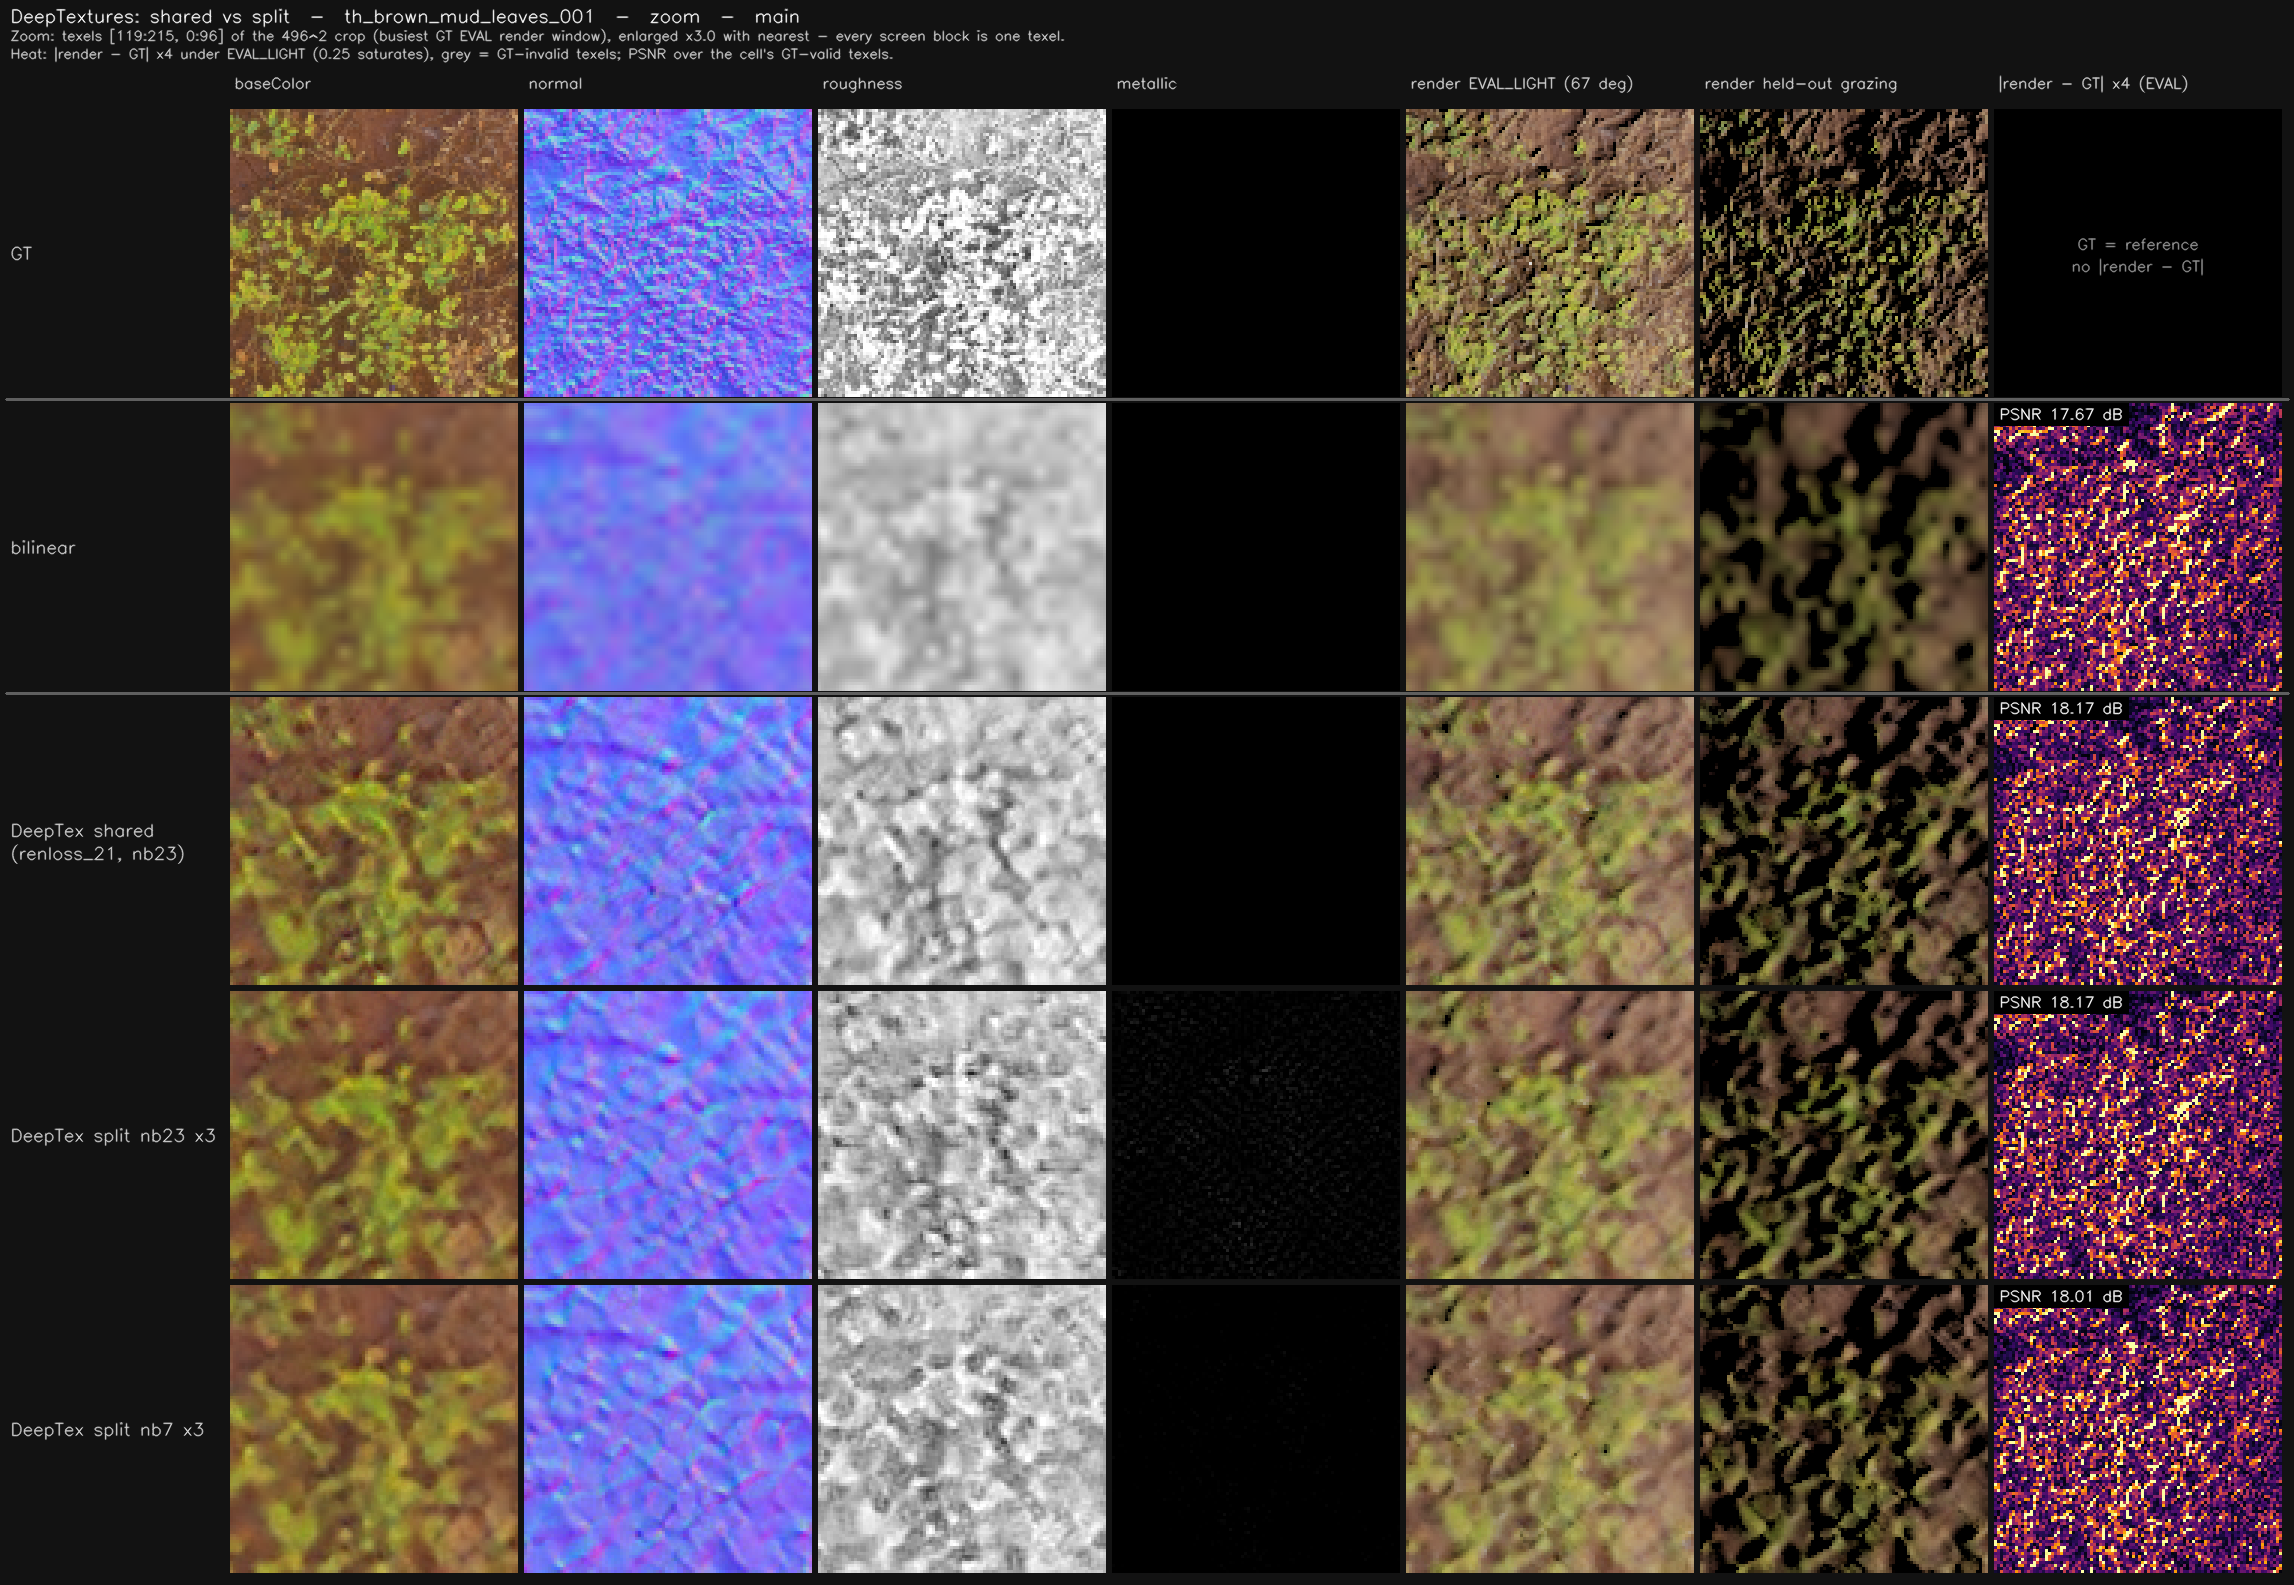 DeepTextures: shared vs split — th_brown_mud_leaves_001 — zoom — main
Zoom: texels [119:215, 0:96] of the 496^2 crop (busiest GT EVAL render window), enlarged x3.0 with nearest — every screen block is one texel.
Heat: |render — GT| x4 under EVAL_LIGHT (0.25 saturates), grey = GT-invalid texels; PSNR over the cell's GT-valid texels.
baseColor normal roughness metallic render EVAL_LIGHT (67 deg) render held-out grazing |render — GT| x4 (EVAL)
GT
GT = reference
no |render — GT|
bilinear
PSNR 17.67 dB
DeepTex shared
(renloss_21, nb23)
PSNR 18.17 dB
DeepTex split nb23 x3
PSNR 18.17 dB
DeepTex split nb7 x3
PSNR 18.01 dB